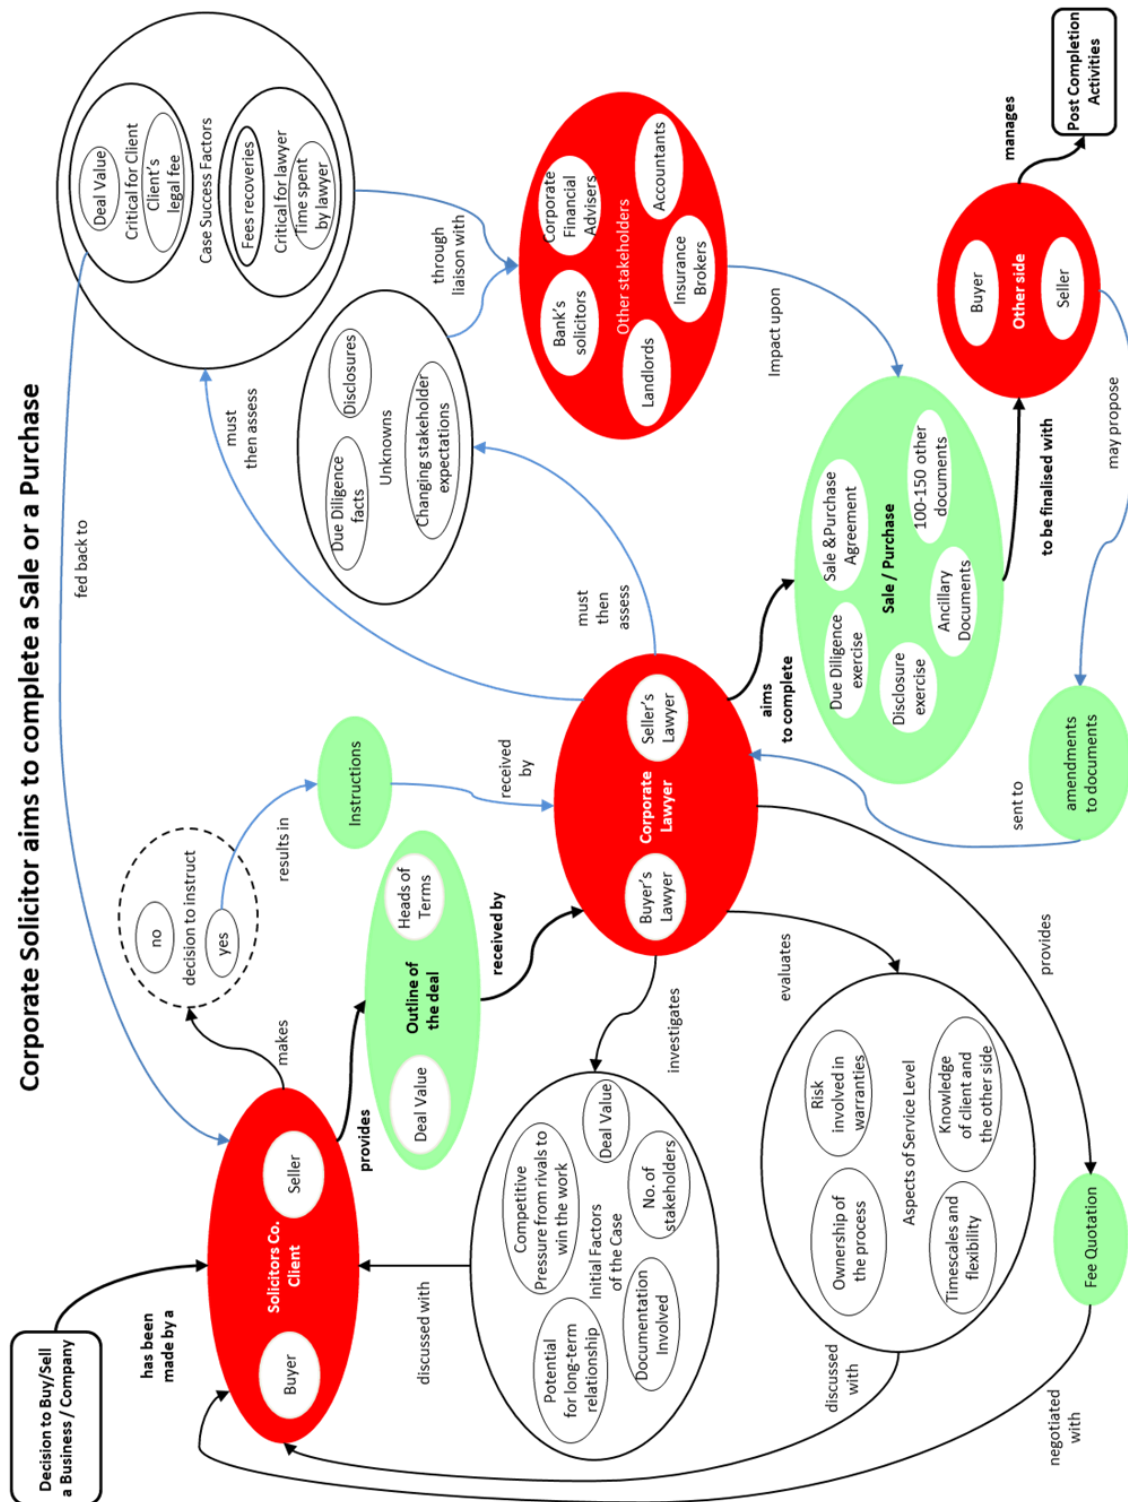 Corporate Solicitor aims to complete a Sale or a Purchase
Decision to Buy/Sell
a Business / Company
has been
made by a
Solicitors Co.
Client
Buyer
Seller
makes
decision to instruct
no
yes
results in
Instructions
received
by
fed back to
provides
Outline of
the deal
Deal Value
Heads of
Terms
received by
discussed with
Initial Factors
of the Case
Competitive
Pressure from rivals to
win the work
Deal Value
No. of
stakeholders
Potential
for long-term
relationship
Documentation
Involved
investigates
Corporate
Lawyer
Buyer's
Lawyer
Seller's
Lawyer
evaluates
Aspects of Service Level
Ownership of
the process
Risk
involved in
warranties
Timescales and
flexibility
Knowledge
of client and
the other side
discussed
with
provides
Fee Quotation
negotiated
with
must
then assess
Case Success Factors
Deal Value
Critical for Client
Client's
legal fee
Fees recoveries
Critical for lawyer
Time spent
by lawyer
must
then
assess
Unknowns
Due Diligence
facts
Disclosures
Changing stakeholder
expectations
through
liaison with
Other stakeholders
Bank's
solicitors
Corporate
Financial
Advisers
Landlords
Insurance
Brokers
Accountants
Impact upon
aims
to complete
Sale / Purchase
Due Diligence
exercise
Sale &Purchase
Agreement
Disclosure
exercise
Ancillary
Documents
100-150 other
documents
to be finalised with
Other side
Buyer
Seller
manages
Post Completion
Activities
may propose
amendments
to documents
sent to